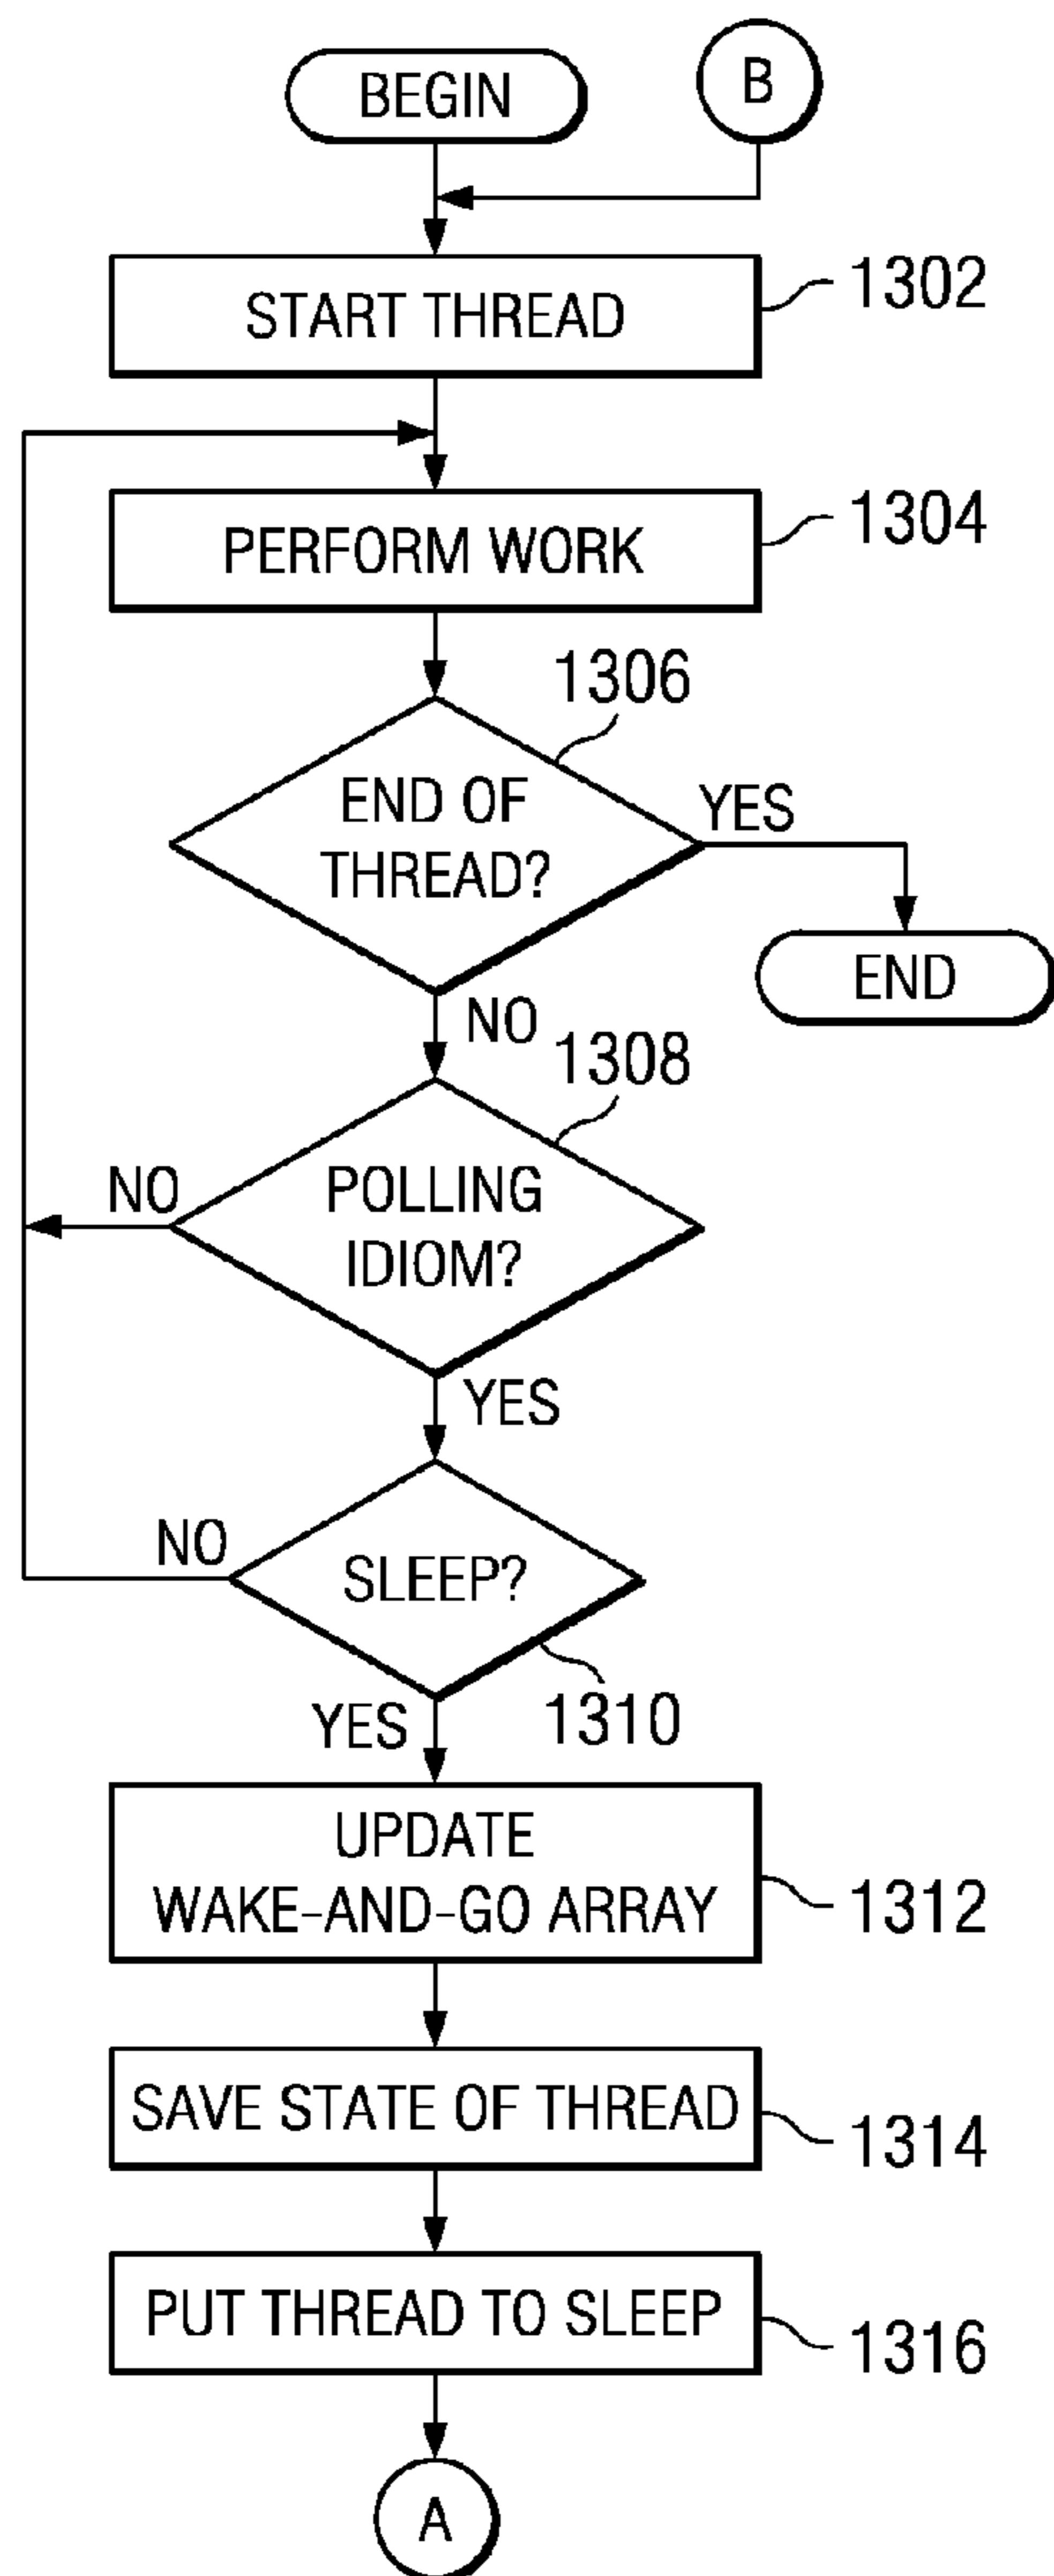 BEGIN
B
START THREAD
1302
PERFORM WORK
1304
1306
END OF
THREAD?
YES
END
NO
1308
POLLING
IDIOM?
NO
YES
SLEEP?
NO
1310
YES
UPDATE
WAKE-AND-GO ARRAY
1312
SAVE STATE OF THREAD
1314
PUT THREAD TO SLEEP
1316
A